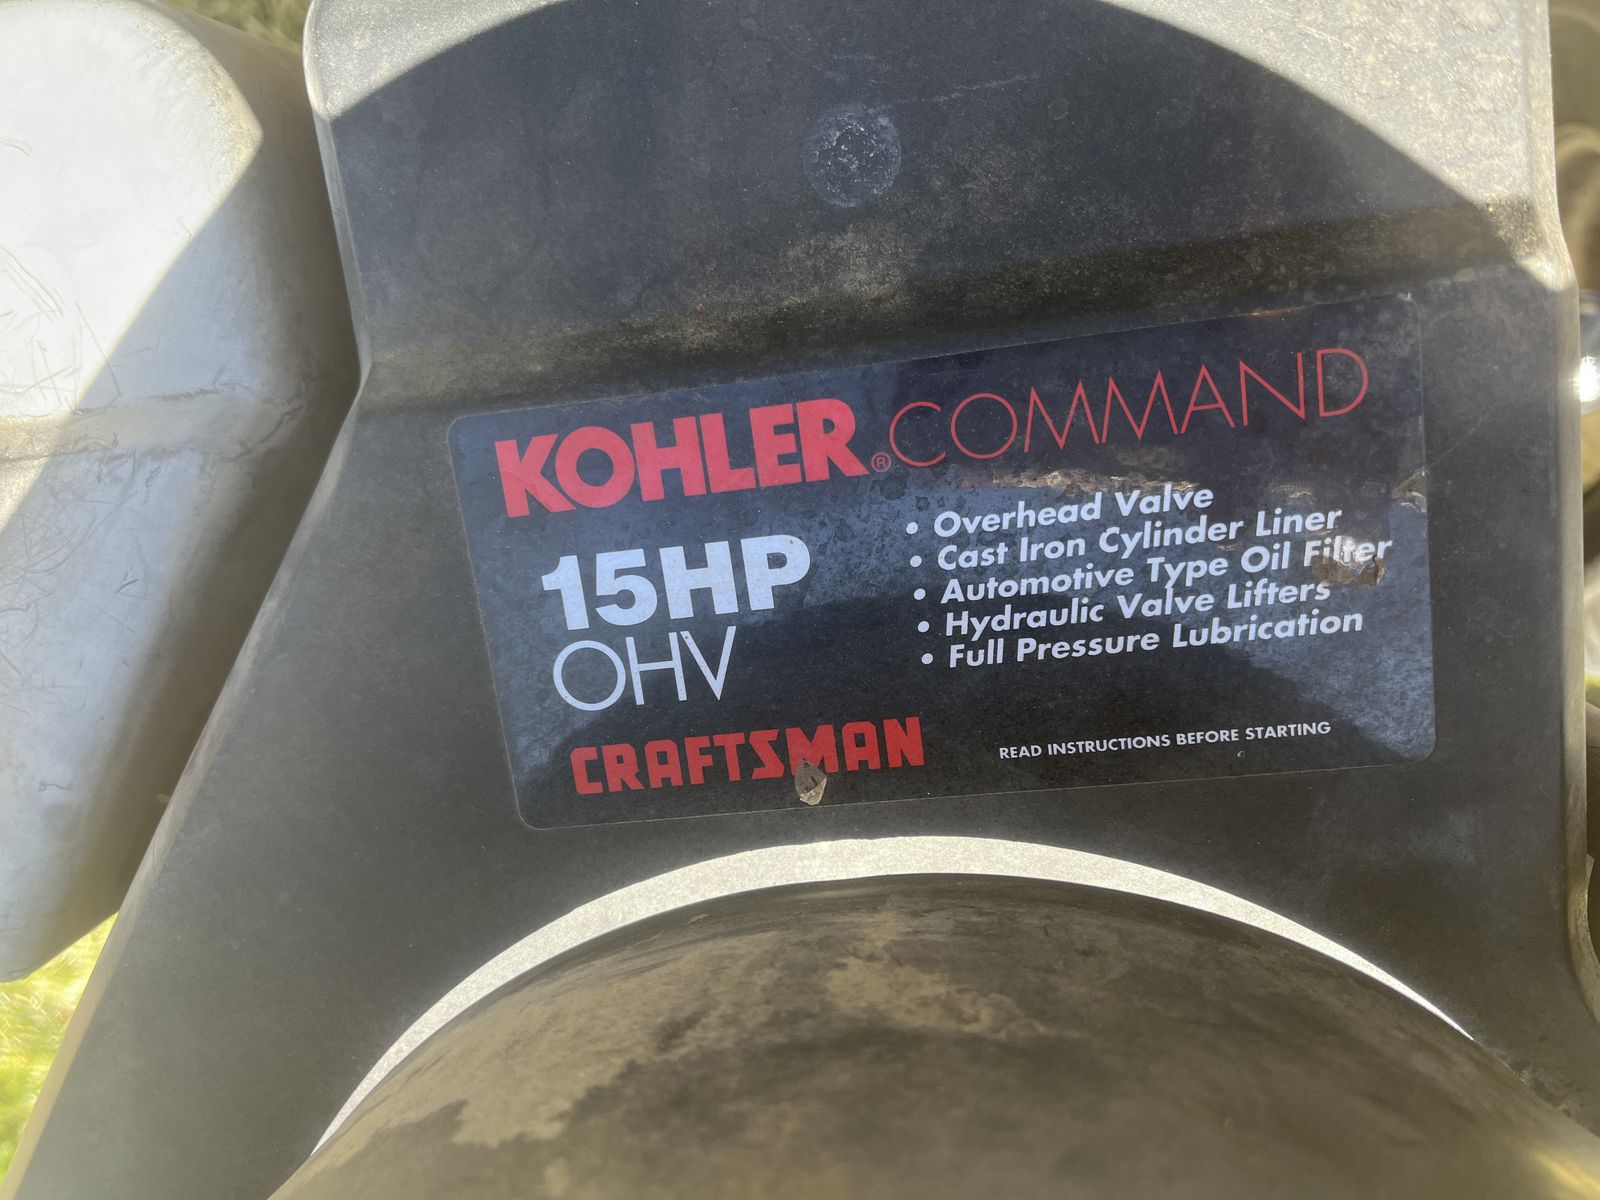 KOHLER® COMMAND
15HP
OHV
• Overhead Valve
• Cast Iron Cylinder Liner
• Automotive Type Oil Filter
• Hydraulic Valve Lifters
• Full Pressure Lubrication
CRAFTSMAN
READ INSTRUCTIONS BEFORE STARTING